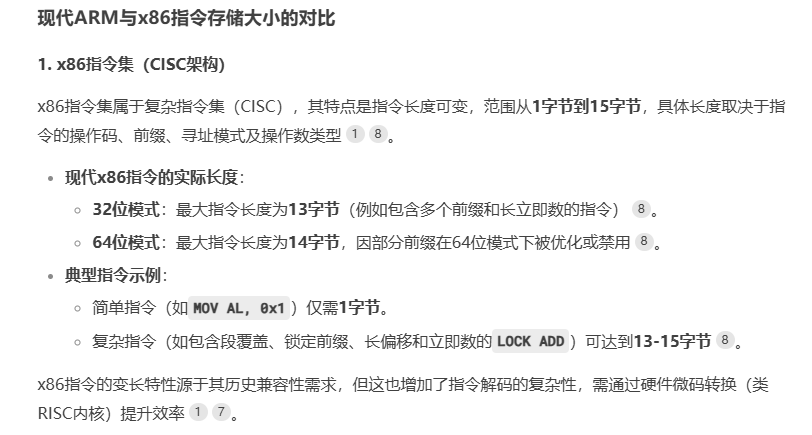 现代ARM与x86指令存储大小的对比
1. x86指令集（CISC架构）
x86指令集属于复杂指令集（CISC），其特点是指令长度可变，范围从1字节到15字节，具体长度取决于指
令的操作码、前缀、寻址模式及操作数类型 1 8 。
• 现代x86指令的实际长度：
◦ 32位模式：最大指令长度为13字节（例如包含多个前缀和长立即数的指令） 8 。
◦ 64位模式：最大指令长度为14字节，因部分前缀在64位模式下被优化或禁用 8 。
• 典型指令示例：
◦ 简单指令（如 MOV AL, 0x1 ）仅需1字节。
◦ 复杂指令（如包含段覆盖、锁定前缀、长偏移和立即数的 LOCK ADD ）可达到13-15字节 8 。
x86指令的变长特性源于其历史兼容性需求，但这也增加了指令解码的复杂性，需通过硬件微码转换（类
RISC内核）提升效率 1 7 。